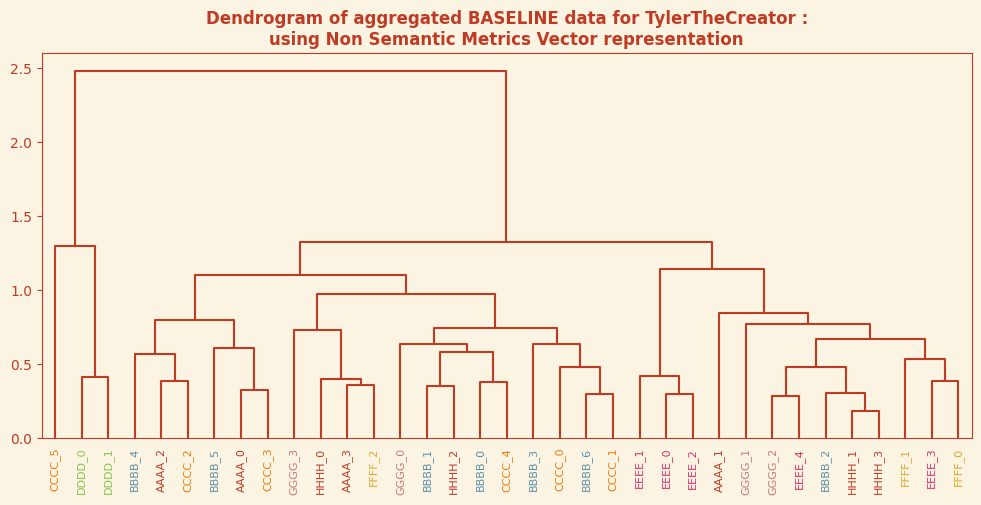 Dendrogram of aggregated BASELINE data for TylerTheCreator :
using Non Semantic Metrics Vector representation
2.5
2.0
1.5
1.0
0.5
0.0
CCCC_5
DDDD_0
DDDD_1
BBBB_4
AAAA_2
CCCC_2
BBBB_5
AAAA_0
CCCC_3
GGGG_3
HHHH_0
AAAA_3
FFFF_2
GGGG_0
BBBB_1
HHHH_2
BBBB_0
CCCC_4
BBBB_3
CCCC_0
BBBB_6
CCCC_1
EEEE_1
EEEE_0
EEEE_2
AAAA_1
GGGG_1
GGGG_2
EEEE_4
BBBB_2
HHHH_1
HHHH_3
FFFF_1
EEEE_3
FFFF_0